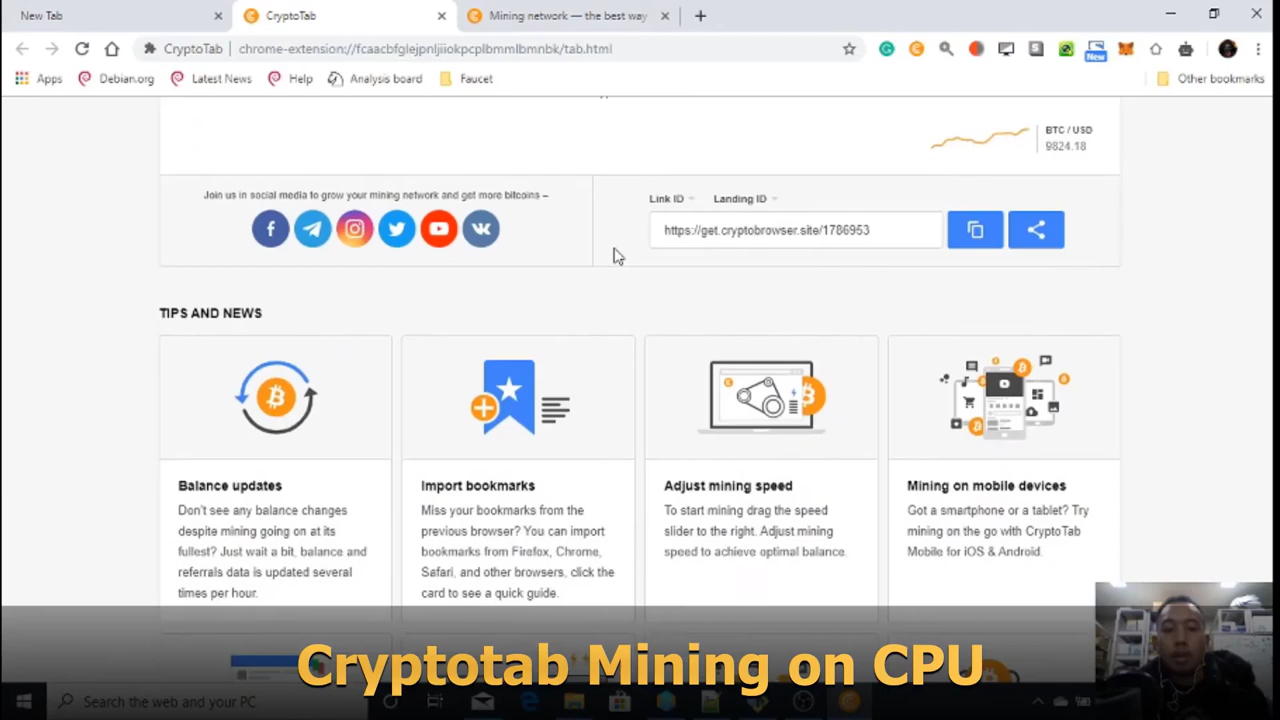 New Tab
CryptoTab
Mining network — the best way
CryptoTab
chrome-extension://fcaacbfglejpnljiiiokpcplbmmlbmnbk/tab.html
New
Apps
Debian.org
Latest News
Help
Analysis board
Faucet
Other bookmarks
BTC / USD
9824.18
Join us in social media to grow your mining network and get more bitcoins –
Link ID
Landing ID
https://get.cryptobrowser.site/1786953
TIPS AND NEWS
Balance updates
Don't see any balance changes
despite mining going on at its
fullest? Just wait a bit, balance and
referrals data is updated several
times per hour.
Import bookmarks
Miss your bookmarks from the
previous browser? You can import
bookmarks from Firefox, Chrome,
Safari, and other browsers, click the
card to see a quick guide.
Adjust mining speed
To start mining drag the speed
slider to the right. Adjust mining
speed to achieve optimal balance.
Mining on mobile devices
Got a smartphone or a tablet? Try
mining on the go with CryptoTab
Mobile for iOS & Android.
Cryptotab Mining on CPU
Search the web and your PC